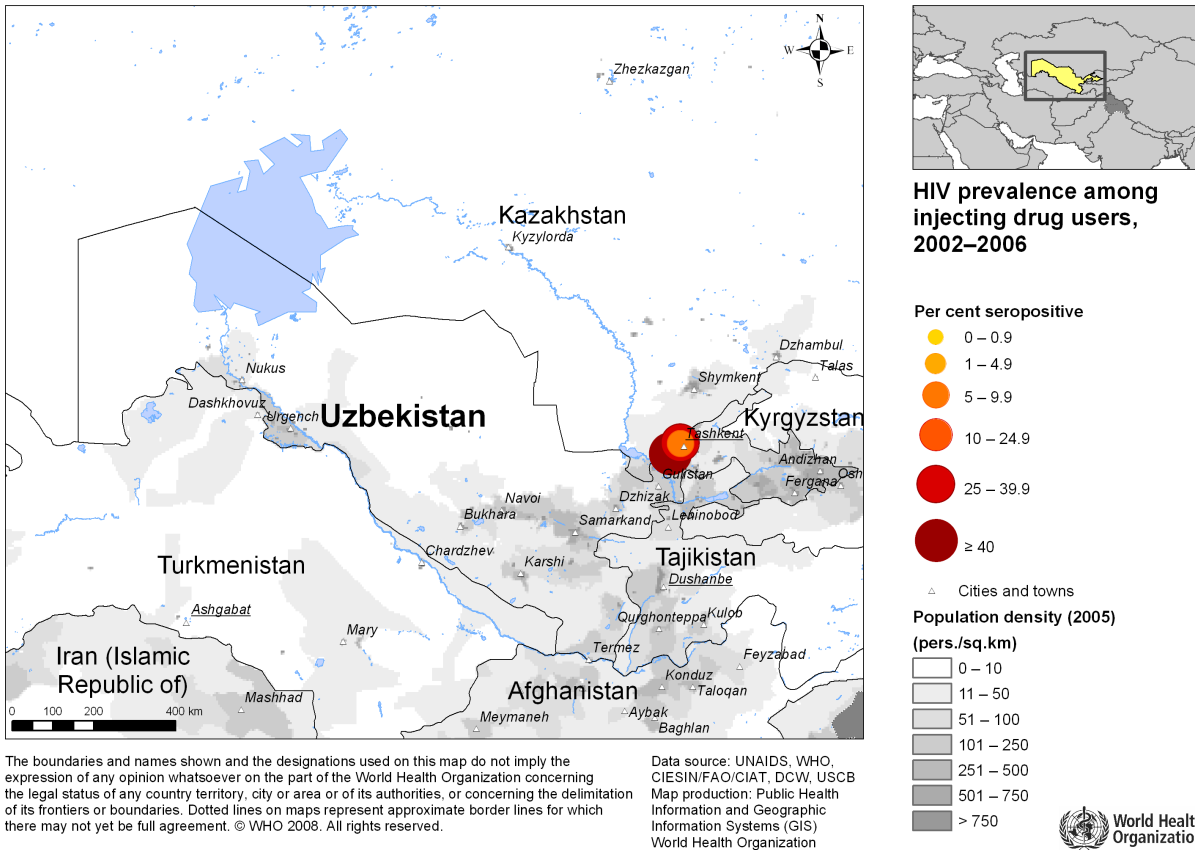 N
W
E
S
Zhezkazgan
Kazakhstan
Kyzylorda
Dzhambul
Talas
Shymkent
Nukus
Dashkhovuz
Urgench
Uzbekistan
Kyrgyzstan
Tashkent
Gulistan
Andizhan
Osh
Fergana
Dzhizak
Navoi
Bukhara
Samarkand
Leninobod
Chardzhev
Karshi
Tajikistan
Dushanbe
Turkmenistan
Ashgabat
Mary
Qurghonteppa
Kulob
Termez
Feyzabad
Iran (Islamic
Republic of)
Mashhad
Konduz
Taloqan
Afghanistan
Aybak
Meymaneh
Baghlan
0 100 200 400 km
HIV prevalence among
injecting drug users,
2002–2006
Per cent seropositive
0 – 0.9
1 – 4.9
5 – 9.9
10 – 24.9
25 – 39.9
≥ 40
Cities and towns
Population density (2005)
(pers./sq.km)
0 – 10
11 – 50
51 – 100
101 – 250
251 – 500
501 – 750
> 750
The boundaries and names shown and the designations used on this map do not imply the
expression of any opinion whatsoever on the part of the World Health Organization concerning
the legal status of any country territory, city or area or of its authorities, or concerning the delimitation
of its frontiers or boundaries. Dotted lines on maps represent approximate border lines for which
there may not yet be full agreement. © WHO 2008. All rights reserved.
Data source: UNAIDS, WHO,
CIESIN/FAO/CIAT, DCW, USCB
Map production: Public Health
Information and Geographic
Information Systems (GIS)
World Health Organization
World Healt
Organizatio